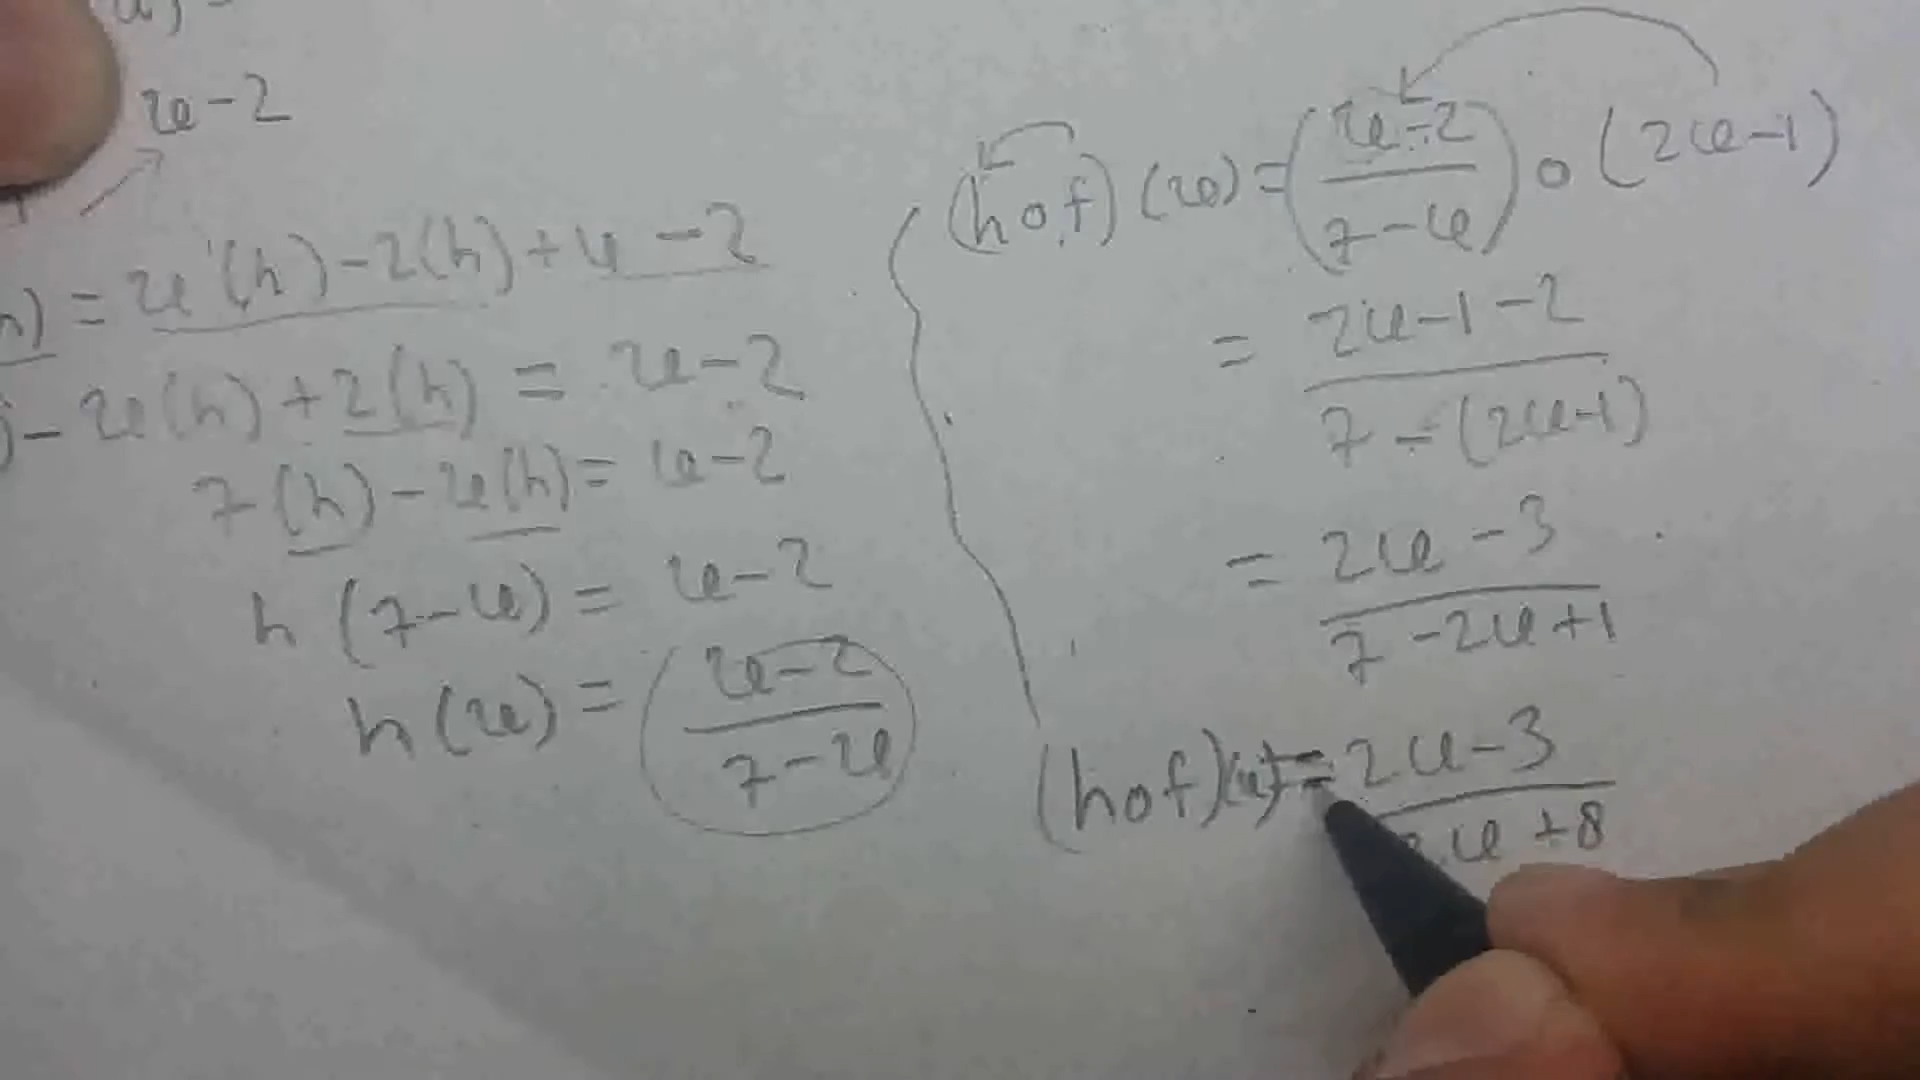 x-2
= x(h)-2(h)+x-2
- x(h)+2(h) = x-2
7(h)-x(h)= x-2
h(7-x)= x-2
h(x)= x-2
7-x
(hof)(x)=(x-2
7-x)o(2x-1)
= 2x-1-2
7-(2x-1)
= 2x-3
7-2x+1
(hof)(x)=2x-3
x+8